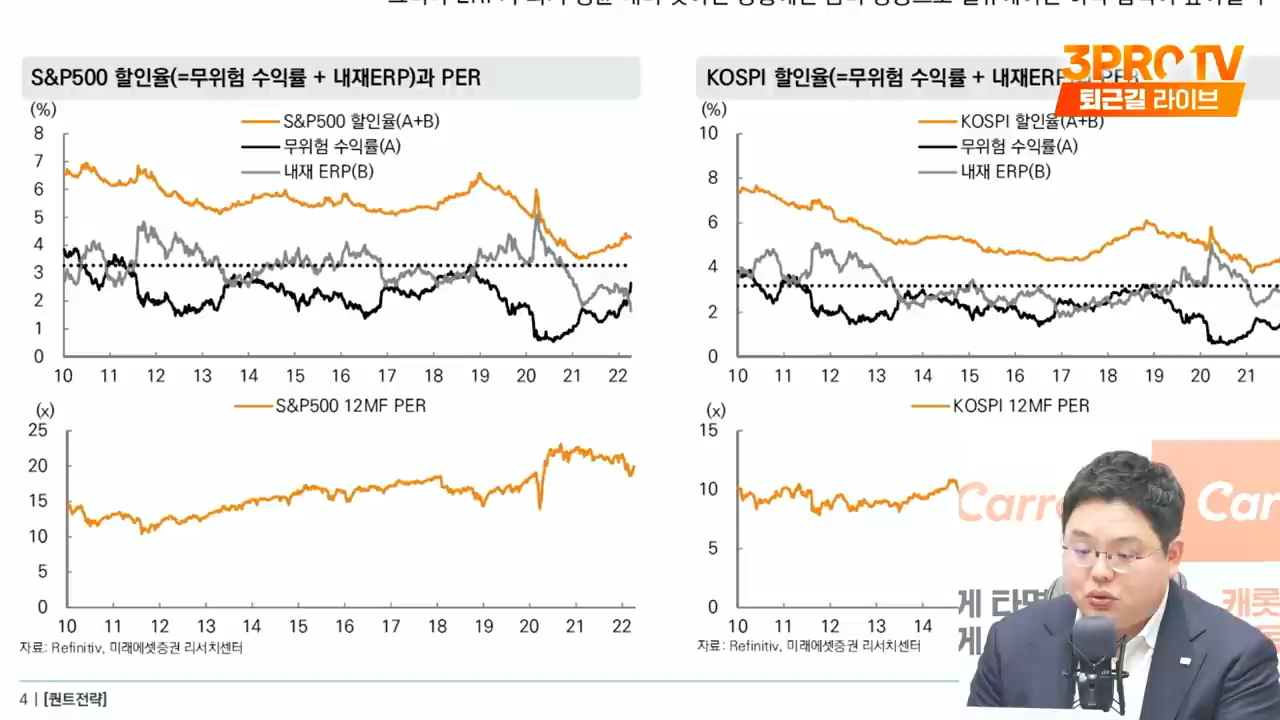 S&P500 할인율(=무위험 수익률 + 내재ERP)과 PER
(%)
S&P500 할인율(A+B)
무위험 수익률(A)
내재 ERP(B)
8
7
6
5
4
3
2
1
0
10 11 12 13 14 15 16 17 18 19 20 21 22
(x)
S&P500 12MF PER
25
20
15
10
5
0
10 11 12 13 14 15 16 17 18 19 20 21 22
자료: Refinitiv, 미래에셋증권 리서치센터
KOSPI 할인율(=무위험 수익률 + 내재ERP)과 PER
3PRO TV
퇴근길 라이브
(%)
KOSPI 할인율(A+B)
무위험 수익률(A)
내재 ERP(B)
10
8
6
4
2
0
10 11 12 13 14 15 16 17 18 19 20 21
(x)
KOSPI 12MF PER
15
10
5
0
10 11 12 13 14
자료: Refinitiv, 미래에셋증권 리서치센터
4 | [퀀트전략]
캐롯